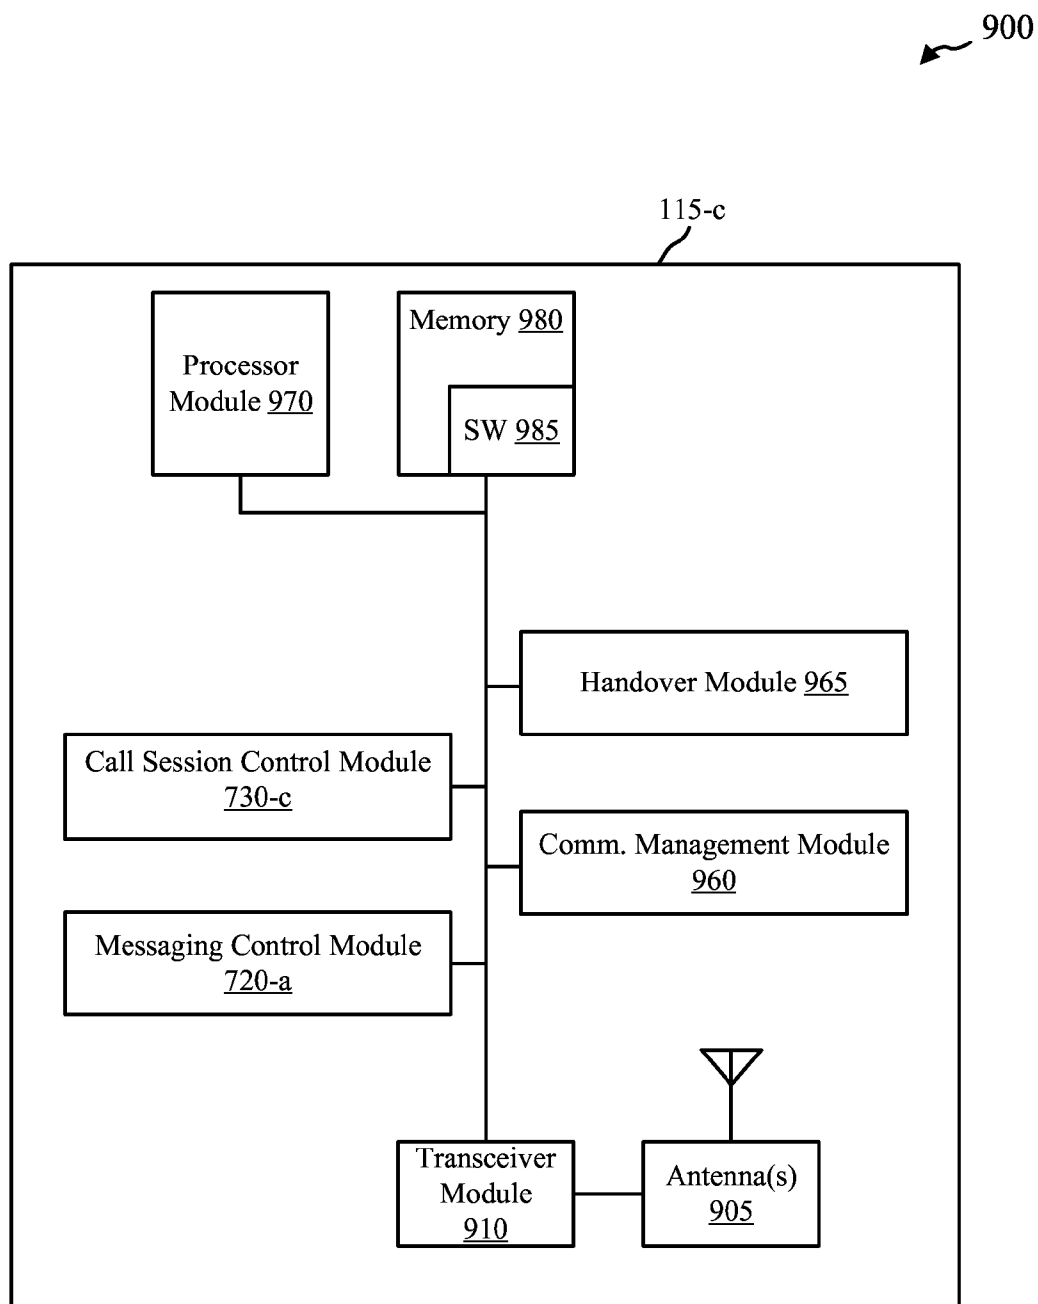 900
115-c
Processor
Module 970
Memory 980
SW 985
Handover Module 965
Call Session Control Module
730-c
Comm. Management Module
960
Messaging Control Module
720-a
Transceiver
Module
910
Antenna(s)
905